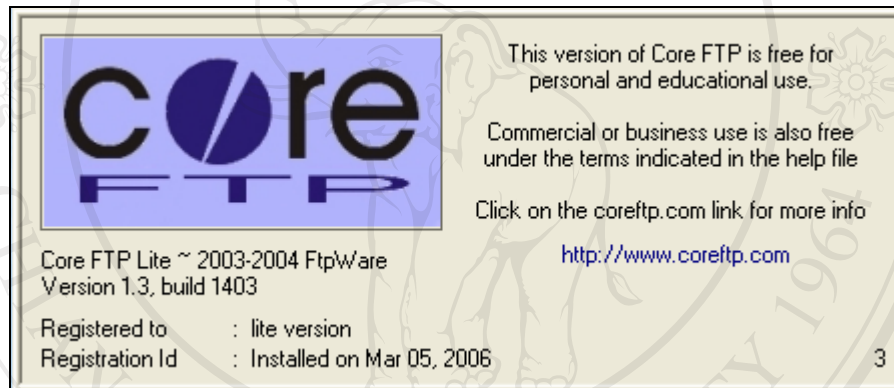 core
FTP
Core FTP Lite ~ 2003-2004 FtpWare
Version 1.3, build 1403
Registered to : lite version
Registration Id : Installed on Mar 05, 2006
This version of Core FTP is free for
personal and educational use.
Commercial or business use is also free
under the terms indicated in the help file
Click on the coreftp.com link for more info
http://www.coreftp.com
3